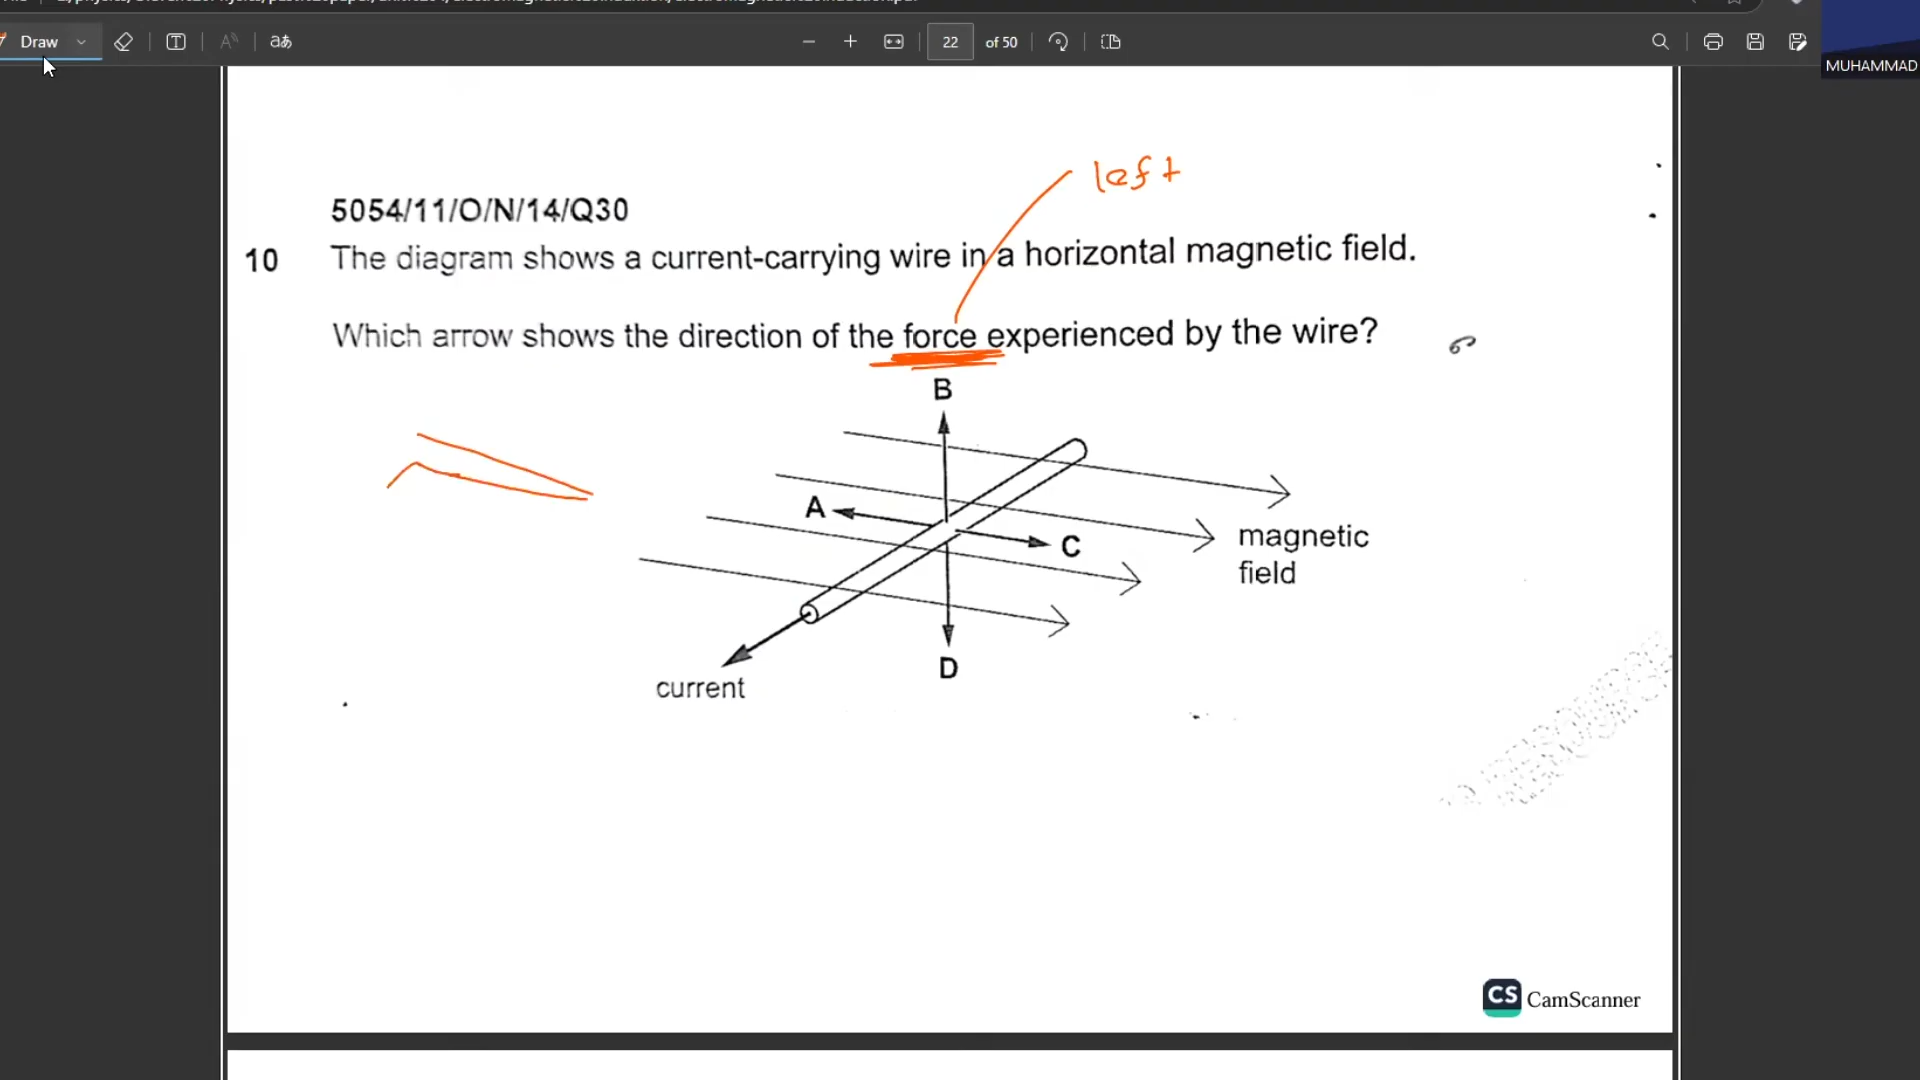 Draw
22 of 50
MUHAMMAD
left
5054/11/O/N/14/Q30
10 The diagram shows a current-carrying wire in a horizontal magnetic field.
Which arrow shows the direction of the force experienced by the wire?
B
A
C
magnetic
field
D
current
CS CamScanner